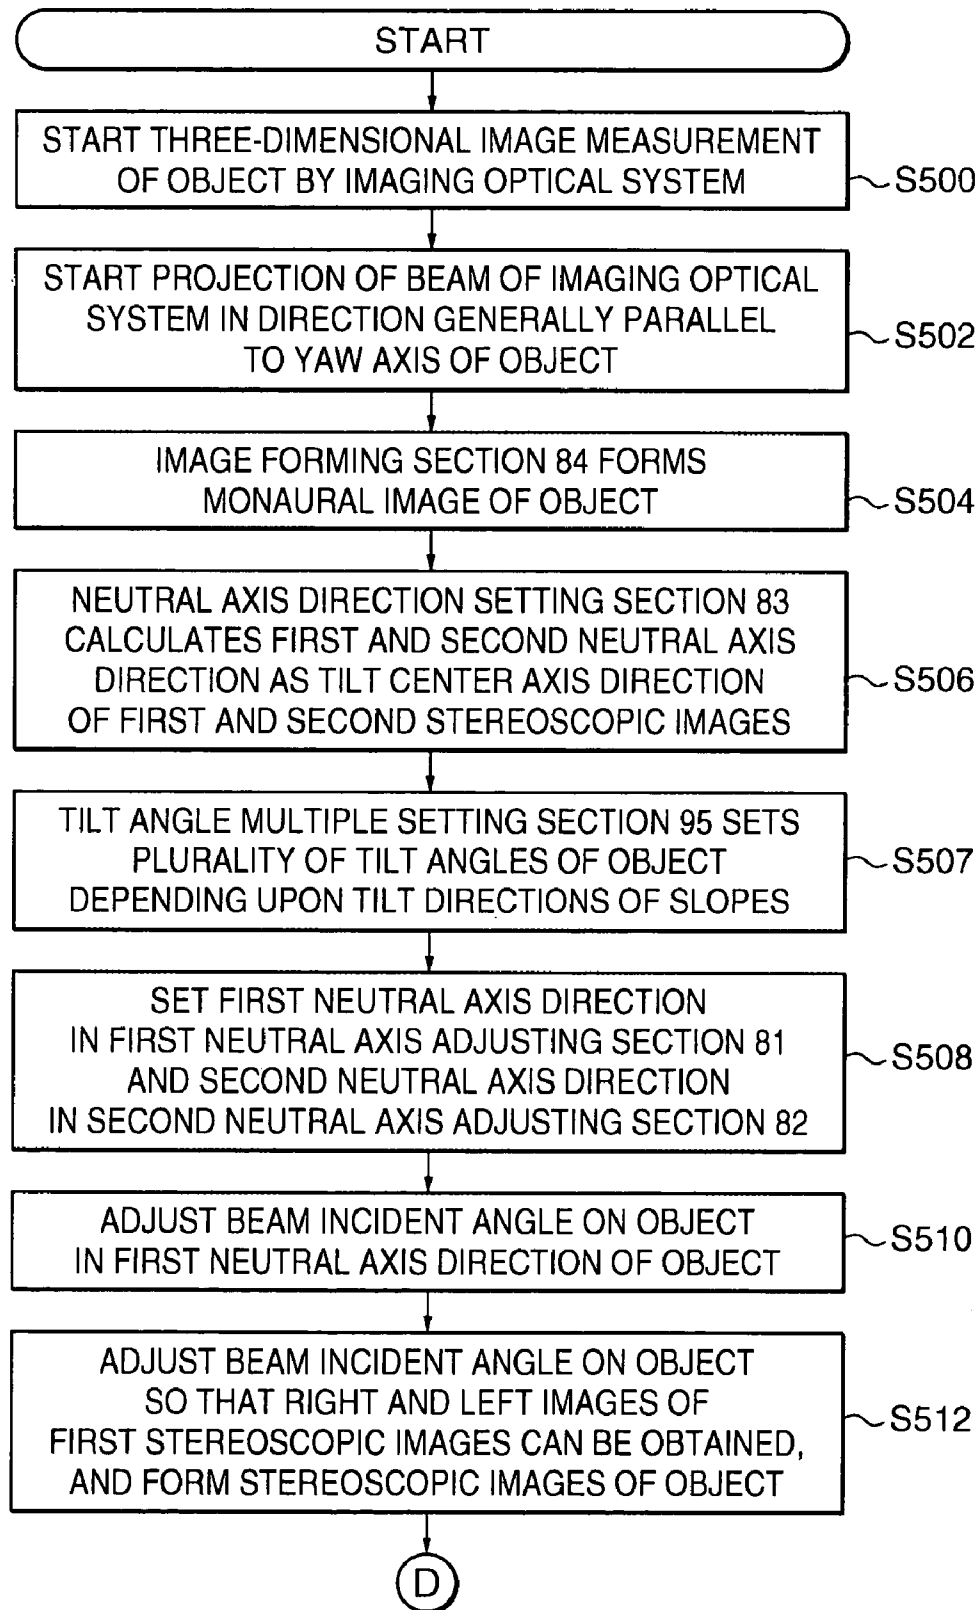 START
START THREE-DIMENSIONAL IMAGE MEASUREMENT
OF OBJECT BY IMAGING OPTICAL SYSTEM
S500
START PROJECTION OF BEAM OF IMAGING OPTICAL
SYSTEM IN DIRECTION GENERALLY PARALLEL
TO YAW AXIS OF OBJECT
S502
IMAGE FORMING SECTION 84 FORMS
MONAURAL IMAGE OF OBJECT
S504
NEUTRAL AXIS DIRECTION SETTING SECTION 83
CALCULATES FIRST AND SECOND NEUTRAL AXIS
DIRECTION AS TILT CENTER AXIS DIRECTION
OF FIRST AND SECOND STEREOSCOPIC IMAGES
S506
TILT ANGLE MULTIPLE SETTING SECTION 95 SETS
PLURALITY OF TILT ANGLES OF OBJECT
DEPENDING UPON TILT DIRECTIONS OF SLOPES
S507
SET FIRST NEUTRAL AXIS DIRECTION
IN FIRST NEUTRAL AXIS ADJUSTING SECTION 81
AND SECOND NEUTRAL AXIS DIRECTION
IN SECOND NEUTRAL AXIS ADJUSTING SECTION 82
S508
ADJUST BEAM INCIDENT ANGLE ON OBJECT
IN FIRST NEUTRAL AXIS DIRECTION OF OBJECT
S510
ADJUST BEAM INCIDENT ANGLE ON OBJECT
SO THAT RIGHT AND LEFT IMAGES OF
FIRST STEREOSCOPIC IMAGES CAN BE OBTAINED,
AND FORM STEREOSCOPIC IMAGES OF OBJECT
S512
D